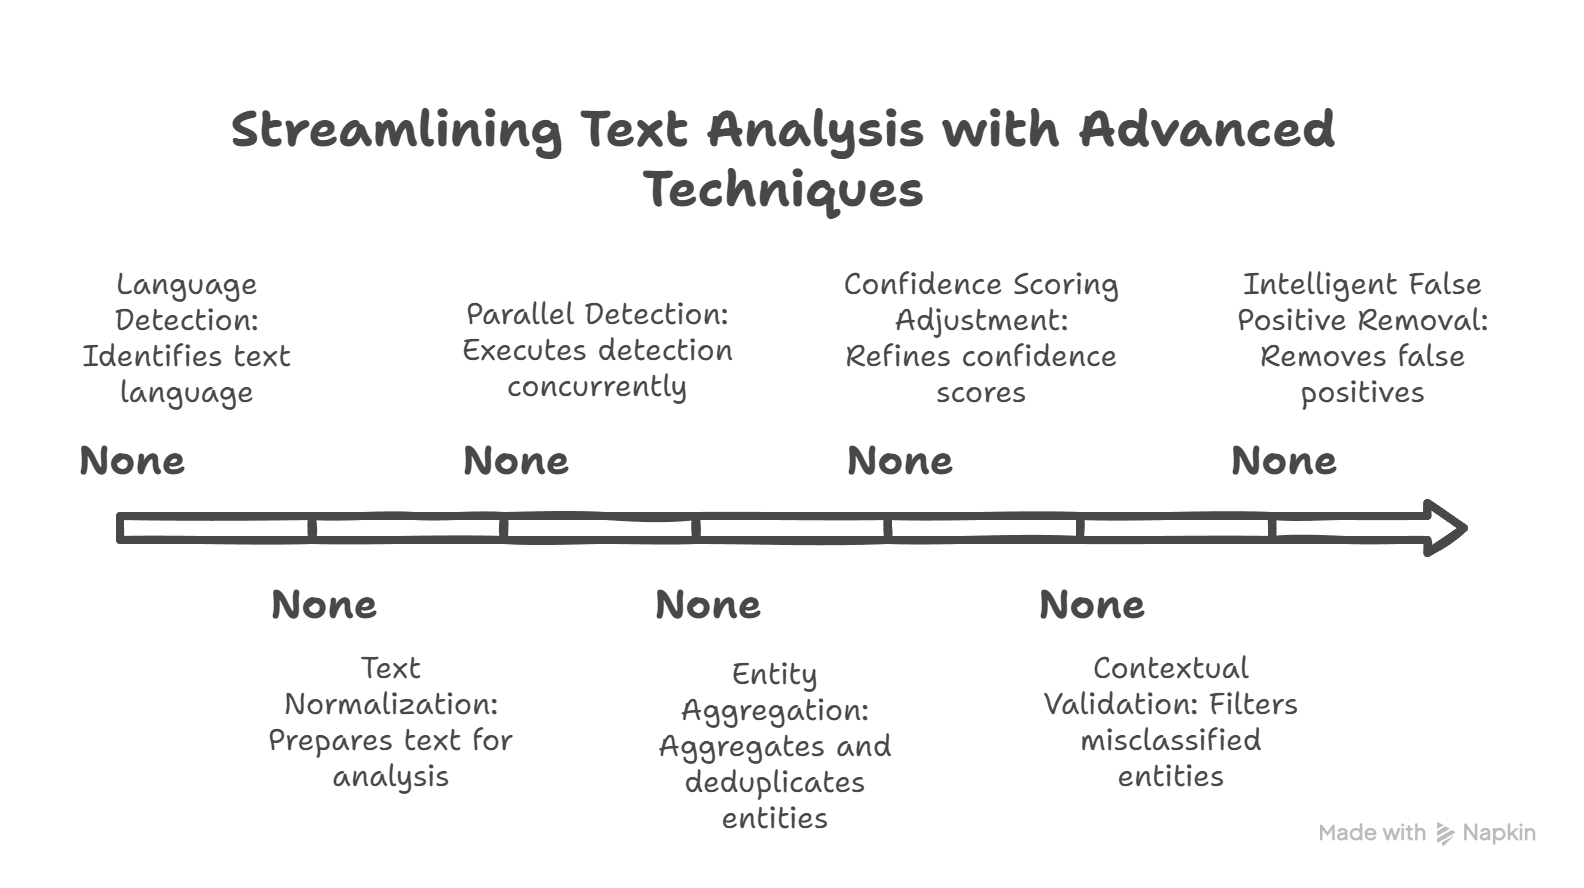 Streamlining Text Analysis with Advanced
Techniques
Language
Detection:
Identifies text
language
None
Text
Normalization:
Prepares text for
analysis
None
Parallel Detection:
Executes detection
concurrently
None
Entity
Aggregation:
Aggregates and
deduplicates
entities
None
Confidence Scoring
Adjustment:
Refines confidence
scores
None
Contextual
Validation: Filters
misclassified
entities
None
Intelligent False
Positive Removal:
Removes false
positives
None
Made with Napkin